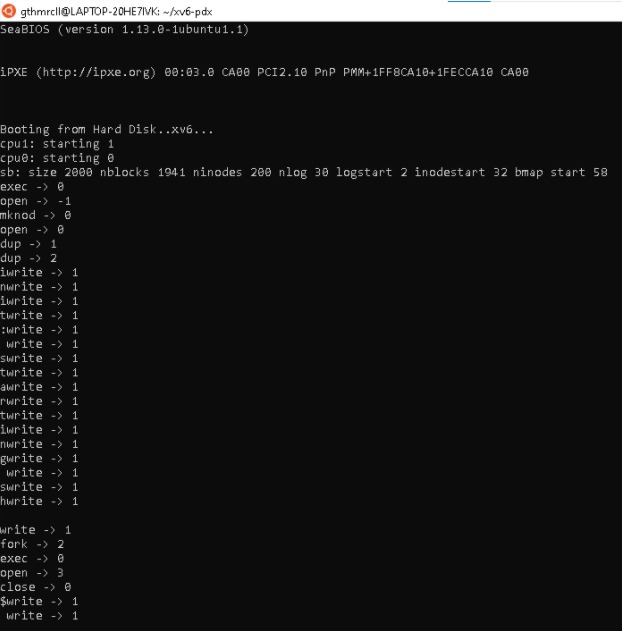 gthmrcll@LAPTOP-20HE7IVK: ~/xv6-pdx
SeaBIOS (version 1.13.0-1ubuntu1.1)
iPXE (http://ipxe.org) 00:03.0 CA00 PCI2.10 PnP PMM+1FF8CA10+1FECCA10 CA00
Booting from Hard Disk..xv6...
cpu1: starting 1
cpu0: starting 0
sb: size 2000 nblocks 1941 ninodes 200 nlog 30 logstart 2 inodestart 32 bmap start 58
exec -> 0
open -> -1
mknod -> 0
open -> 0
dup -> 1
dup -> 2
iwrite -> 1
nwrite -> 1
iwrite -> 1
twrite -> 1
:write -> 1
 write -> 1
swrite -> 1
twrite -> 1
awrite -> 1
rwrite -> 1
twrite -> 1
iwrite -> 1
nwrite -> 1
gwrite -> 1
 write -> 1
swrite -> 1
hwrite -> 1
write -> 1
fork -> 2
exec -> 0
open -> 3
close -> 0
$write -> 1
 write -> 1